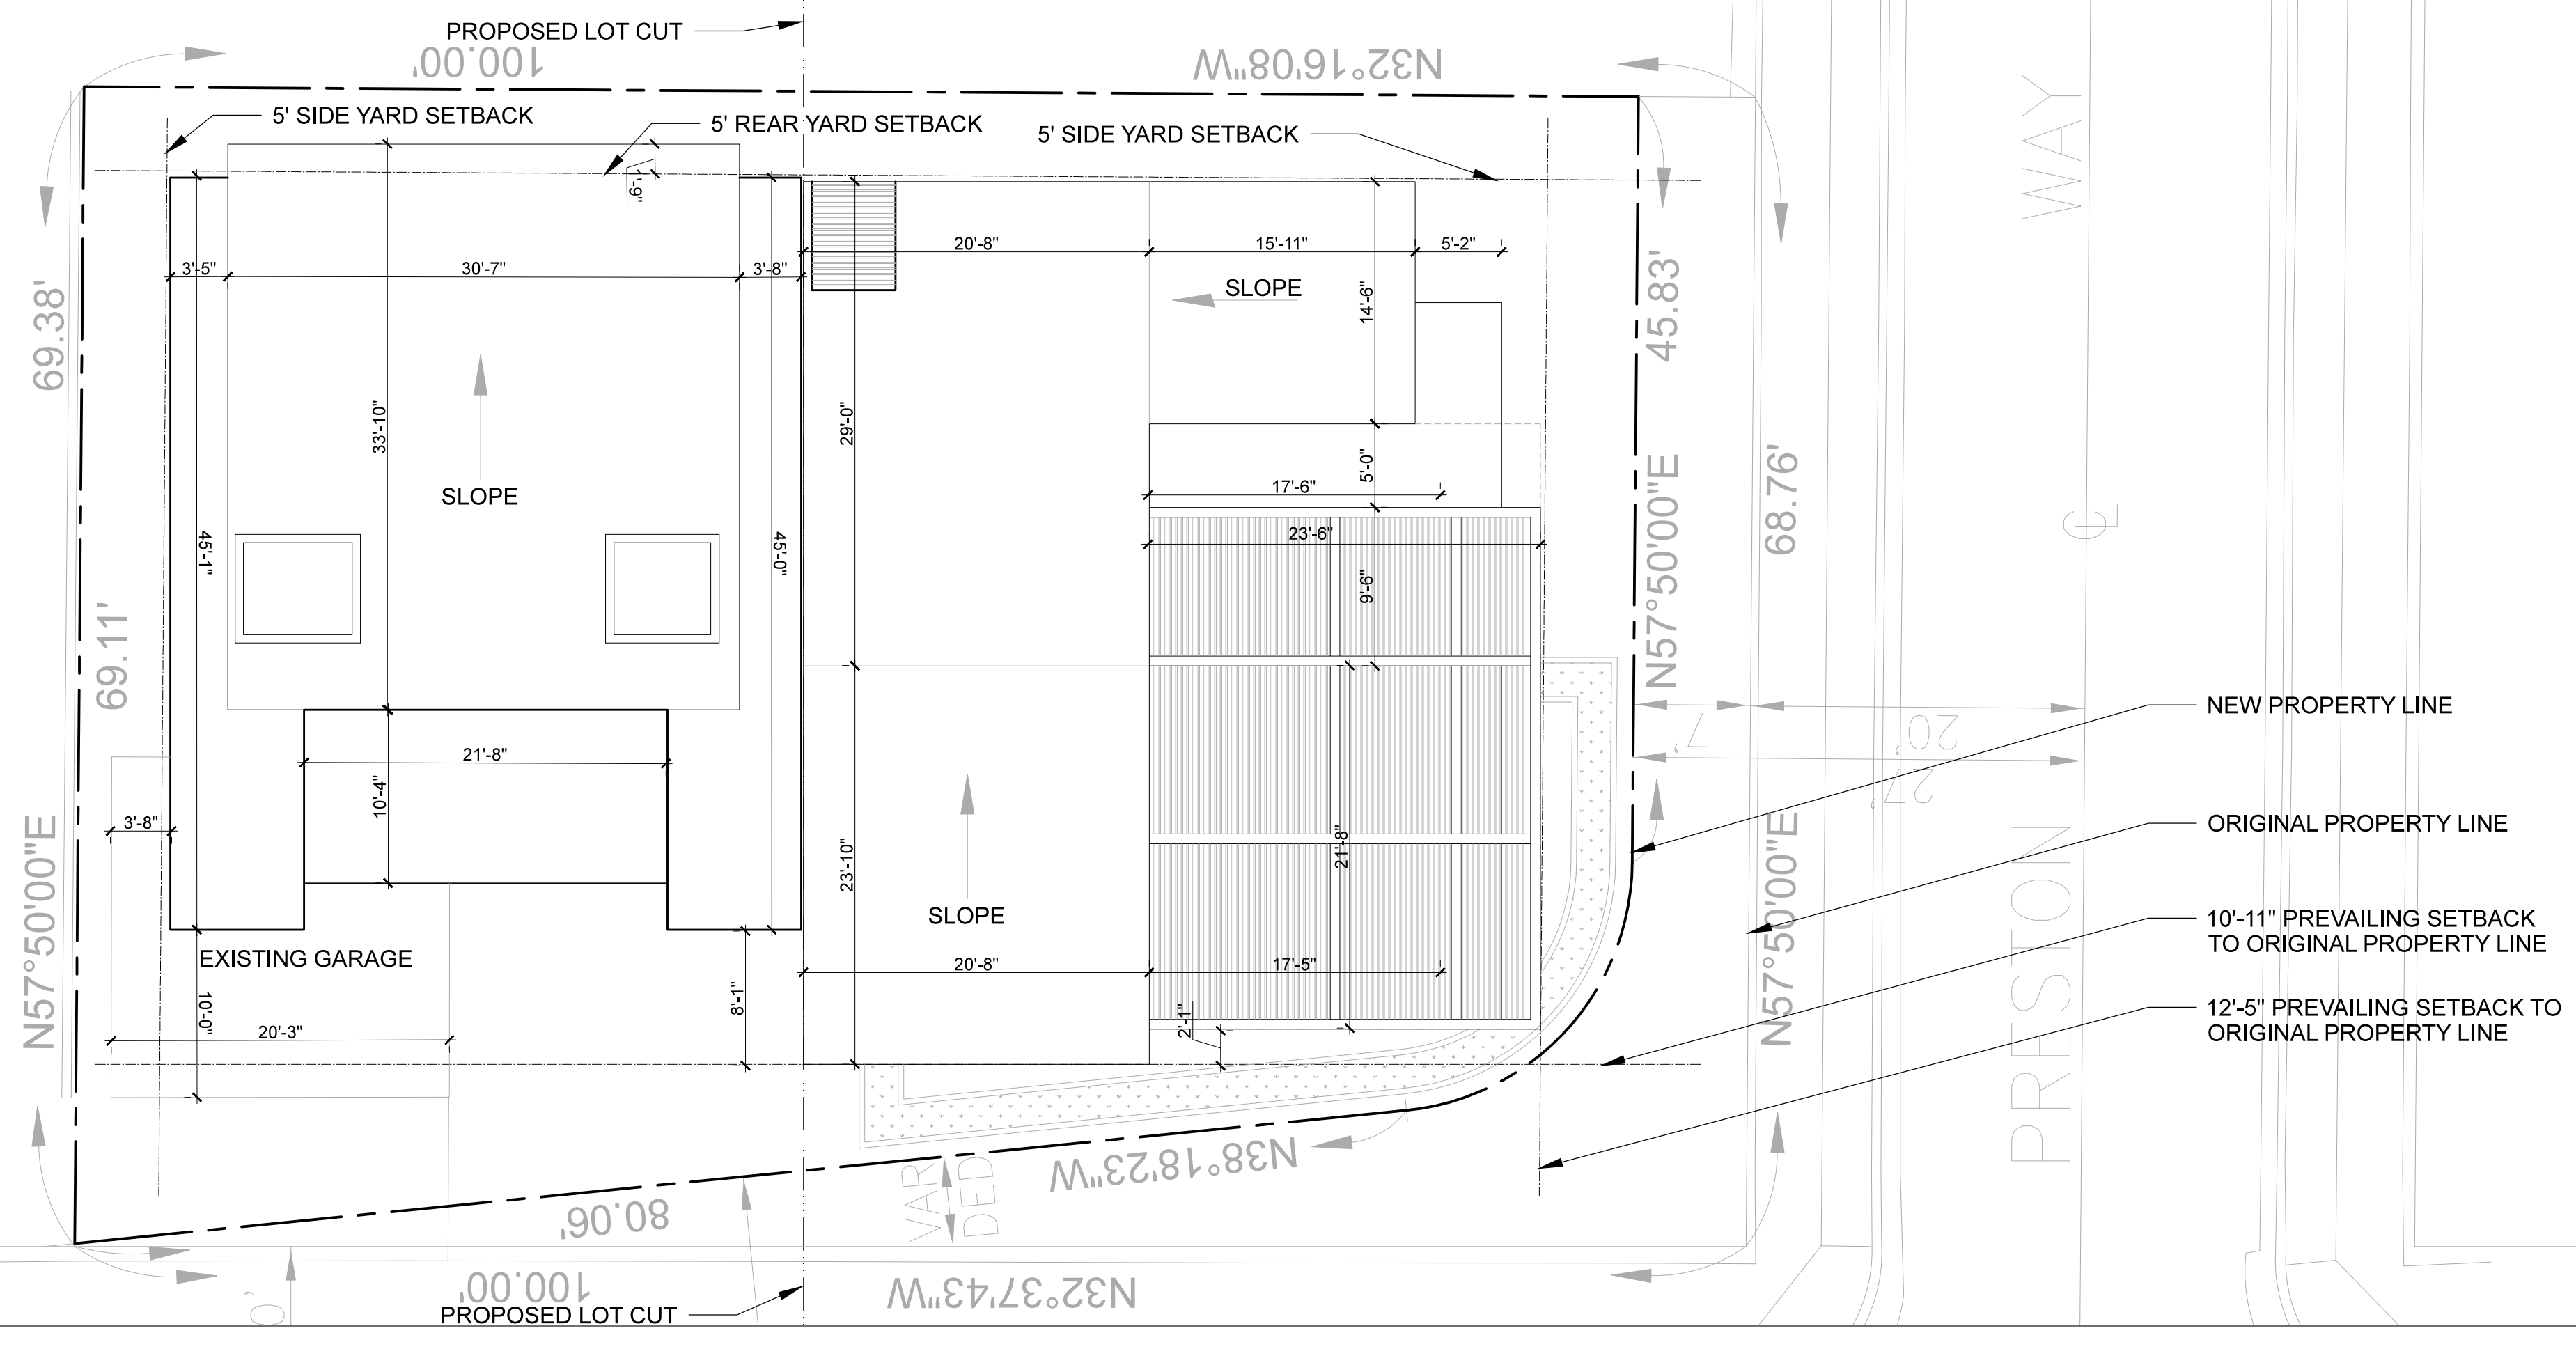 PROPOSED LOT CUT
100.00'
N32°16'08"W
5' SIDE YARD SETBACK
5' REAR YARD SETBACK
5' SIDE YARD SETBACK
WAY
1'-9"
20'-8"
15'-11"
5'-2"
3'-5"
30'-7"
3'-8"
SLOPE
14'-6"
45.83'
69.38'
33'-10"
29'-0"
SLOPE
5'-0"
17'-6"
68.76'
N57°50'00"E
23'-6"
45'-1"
45'-0"
9'-6"
69.11'
NEW PROPERTY LINE
7'
20'
27'
21'-8"
10'-4"
3'-8"
23'-10"
21'-8"
N57°50'00"E
N57°50'00"E
ORIGINAL PROPERTY LINE
PRESTON
SLOPE
10'-11" PREVAILING SETBACK
TO ORIGINAL PROPERTY LINE
EXISTING GARAGE
20'-8"
17'-5"
10'-0"
8'-1"
2'-1"
20'-3"
12'-5" PREVAILING SETBACK TO
ORIGINAL PROPERTY LINE
N38°18'23"W
VAR
DED
80.06'
100.00'
N32°37'43"W
PROPOSED LOT CUT